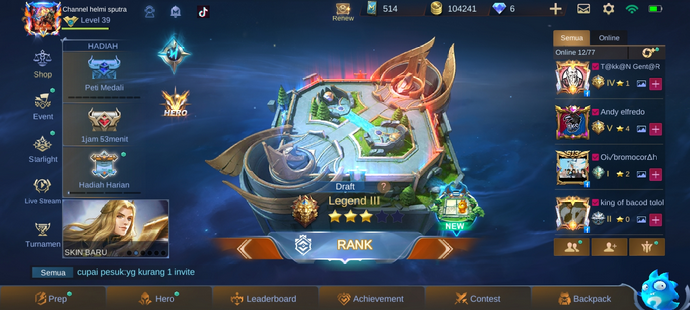 Channel helmi sputra
Level 39
Renew
514
104241
6
HADIAH
Shop
Peti Medali
Event
HERO
1jam 53menit
Starlight
Hadiah Harian
Live Stream
SKIN BARU
Turnamen
Draft
?
Legend III
NEW
RANK
Semua
Online
Online 12/77
T@kk@N Gent@R
IV 1
Andy elfredo
V 4
Oi✓bromocorΔh
I 2
king of bacod tolol
II 0
Semua
cupai pesuk:yg kurang 1 invite
Prep
Hero
Leaderboard
Achievement
Contest
Backpack